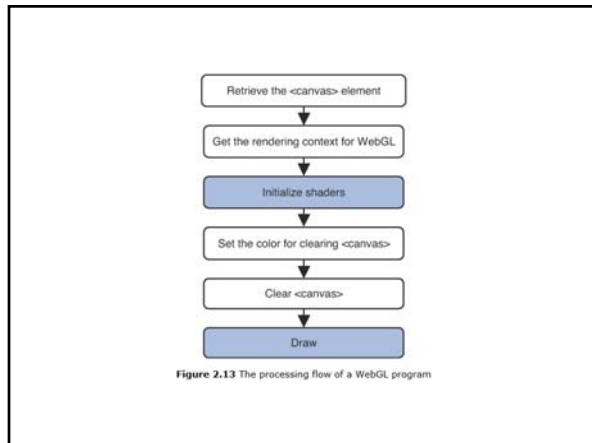 Retrieve the <canvas> element
Get the rendering context for WebGL
Initialize shaders
Set the color for clearing <canvas>
Clear <canvas>
Draw
Figure 2.13 The processing flow of a WebGL program